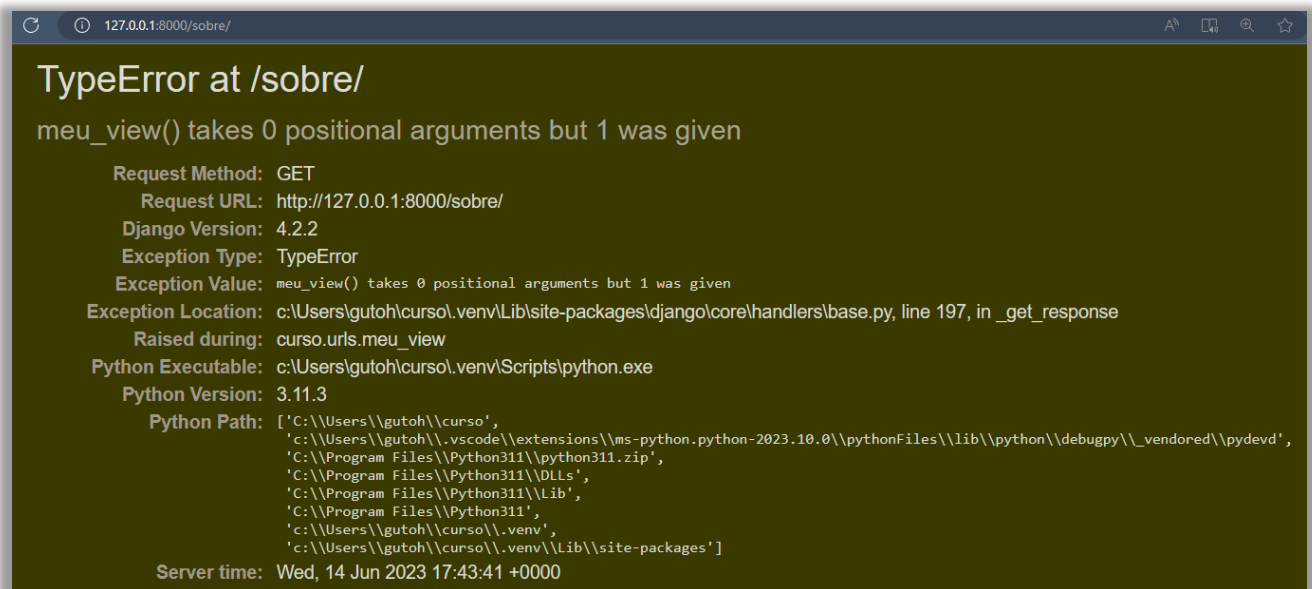 127.0.0.1:8000/sobre/
TypeError at /sobre/
meu_view() takes 0 positional arguments but 1 was given
Request Method: GET
Request URL: http://127.0.0.1:8000/sobre/
Django Version: 4.2.2
Exception Type: TypeError
Exception Value: meu_view() takes 0 positional arguments but 1 was given
Exception Location: c:\Users\gutoh\curso\.venv\Lib\site-packages\django\core\handlers\base.py, line 197, in _get_response
Raised during: curso.urls.meu_view
Python Executable: c:\Users\gutoh\curso\.venv\Scripts\python.exe
Python Version: 3.11.3
Python Path: ['C:\\Users\\gutoh\\curso',
'c:\\Users\\gutoh\\.vscode\\extensions\\ms-python.python-2023.10.0\\pythonFiles\\lib\\python\\debugpy\\_vendored\\pydevd',
'C:\\Program Files\\Python311\\python311.zip',
'C:\\Program Files\\Python311\\DLLs',
'C:\\Program Files\\Python311\\Lib',
'C:\\Program Files\\Python311',
'c:\\Users\\gutoh\\curso\\.venv',
'c:\\Users\\gutoh\\curso\\.venv\\Lib\\site-packages']
Server time: Wed, 14 Jun 2023 17:43:41 +0000